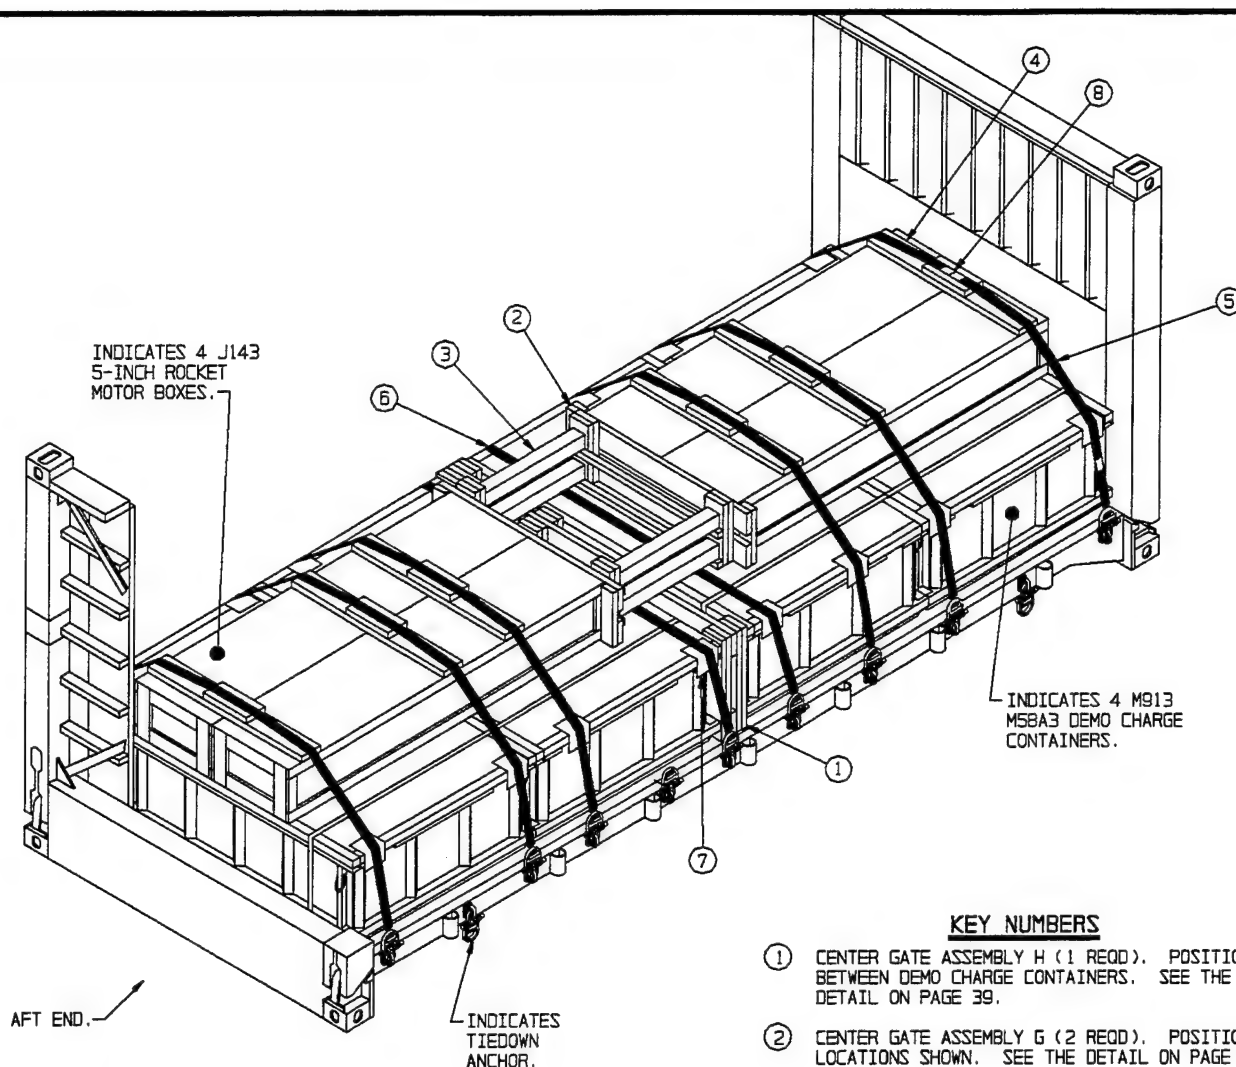 4
8
5
2
3
6
INDICATES 4 J143
5-INCH ROCKET
MOTOR BOXES.
INDICATES 4 M913
M58A3 DEMO CHARGE
CONTAINERS.
1
7
AFT END.
INDICATES
TIEDOWN
ANCHOR.
KEY NUMBERS
1 CENTER GATE ASSEMBLY H (1 REQD). POSITIO
BETWEEN DEMO CHARGE CONTAINERS. SEE THE
DETAIL ON PAGE 39.
2 CENTER GATE ASSEMBLY G (2 REQD). POSITIO
LOCATIONS SHOWN. SEE THE DETAIL ON PAGE